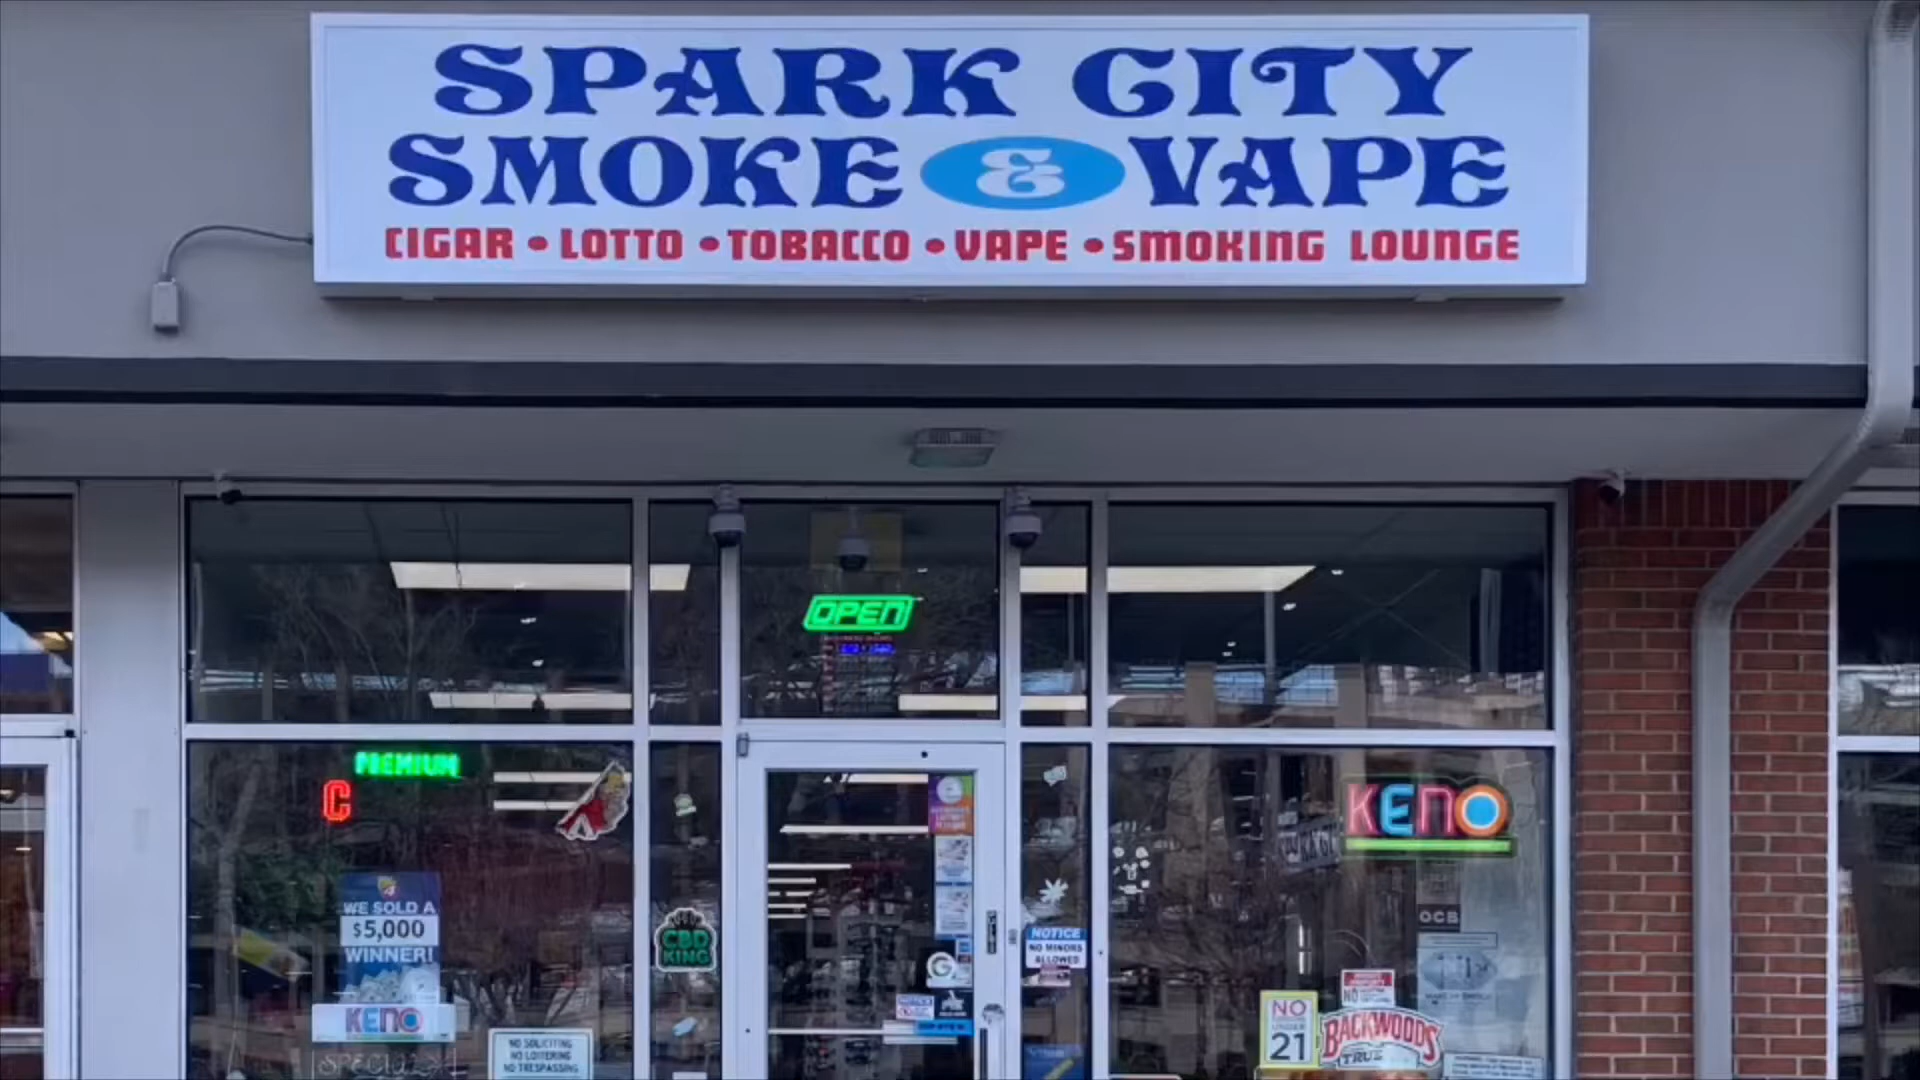 SPARK CITY
SMOKE & VAPE
CIGAR • LOTTO • TOBACCO • VAPE • SMOKING LOUNGE
OPEN
PREMIUM
C
KENO
WE SOLD A
$5,000
WINNER!
KENO
CBD
KING
NOTICE
NO MINORS
ALLOWED
OCB
NO SOLICITING
NO LOITERING
NO TRESPASSING
NO
UNDER
21
BACKWOODS